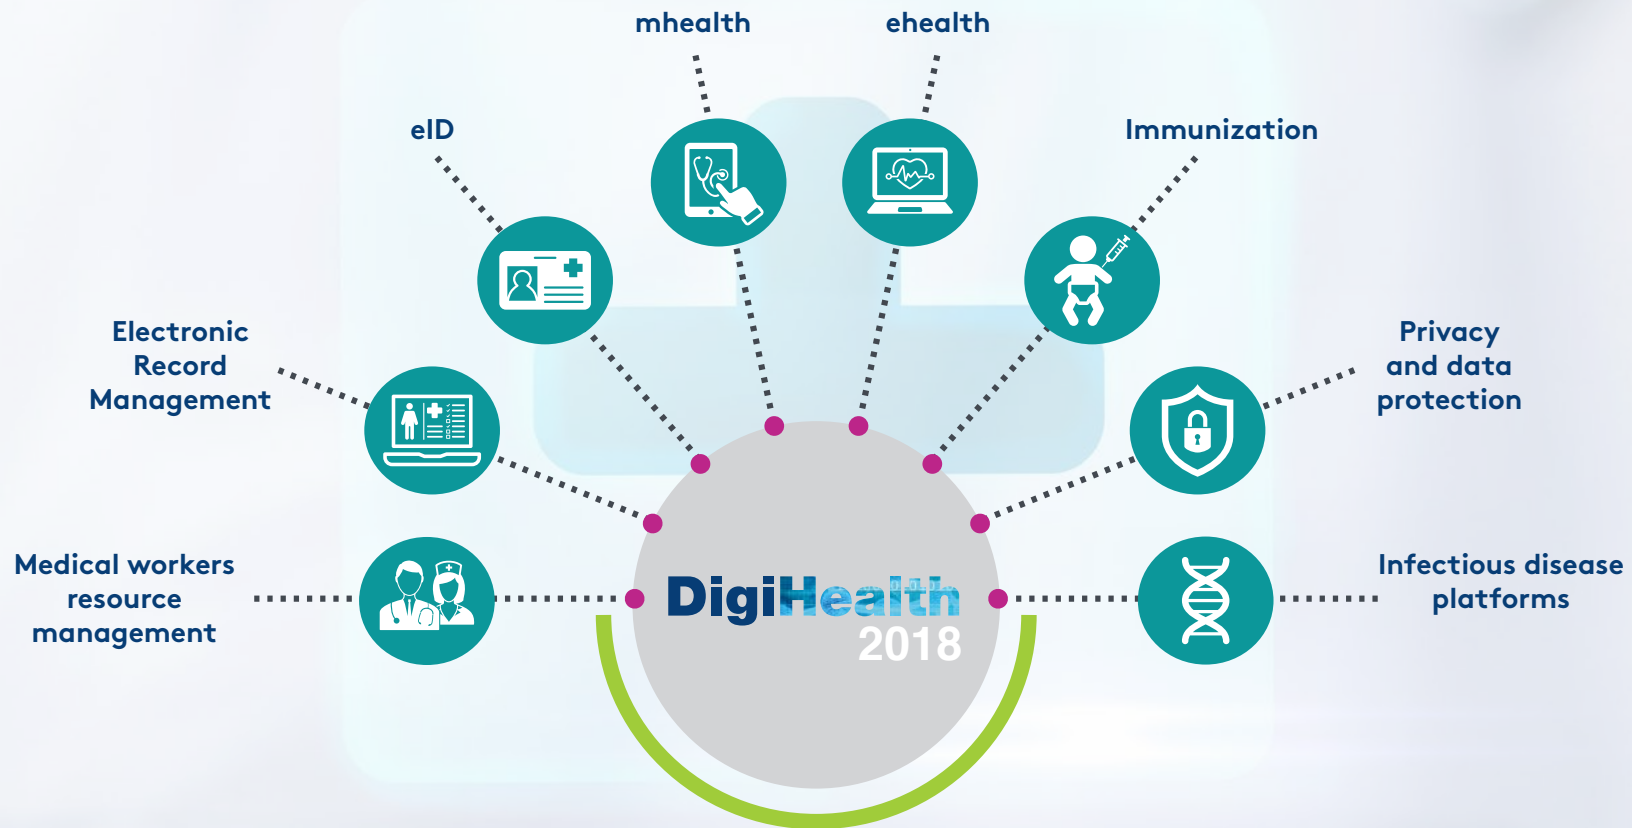 mhealth
ehealth
eID
Immunization
Electronic
Record
Management
Privacy
and data
protection
Medical workers
resource
management
DigiHealth
2018
Infectious disease
platforms